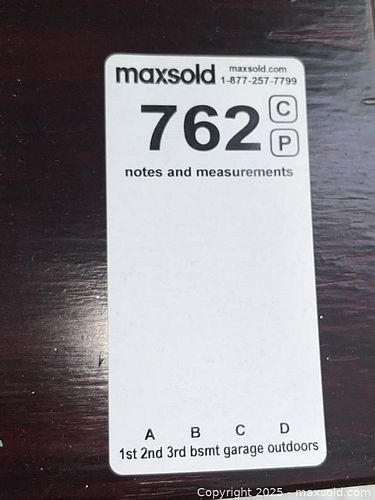 maxsold maxsold.com
1-877-257-7799
762 C
P
notes and measurements
A B C D
1st 2nd 3rd bsmt garage outdoors
Copyright 2025 - maxsold.com